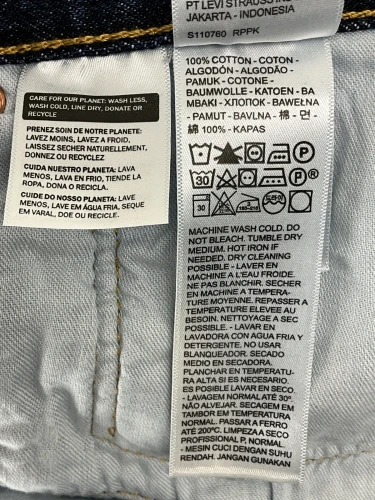 PT LEVI STRAUSS IND
JAKARTA - INDONESIA
S110760 RPPK
CARE FOR OUR PLANET: WASH LESS,
WASH COLD, LINE DRY, DONATE OR
RECYCLE
PRENEZ SOIN DE NOTRE PLANETE:
LAVEZ MOINS, LAVEZ A FROID,
LAISSEZ SECHER NATURELLEMENT,
DONNEZ OU RECYCLEZ
CUIDA NUESTRO PLANETA: LAVA
MENOS, LAVA EN FRIO, TIENDE LA
ROPA, DONA O RECICLA.
CUIDE DO NOSSO PLANETA: LAVE
MENOS, LAVE EM ÁGUA FRIA, SEQUE
EM VARAL, DOE OU RECICLE.
100% COTTON - COTON -
ALGODÓN - ALGODÃO -
PAMUK - COTONE -
BAUMWOLLE - KATOEN - BA
MBAKI - ХЛОПОК - BAWEŁNA
- PAMUT - BAVLNA - 棉 - 면 -
綿 100% - KAPAS
P
30
P ®
30
3
160-210
MACHINE WASH COLD. DO
NOT BLEACH. TUMBLE DRY
MEDIUM. HOT IRON IF
NEEDED. DRY CLEANING
POSSIBLE - LAVER EN
MACHINE A L'EAU FROIDE.
NE PAS BLANCHIR. SECHER
EN MACHINE A TEMPERA-
TURE MOYENNE. REPASSER A
TEMPERATURE ELEVEE AU
BESOIN. NETTOYAGE A SEC
POSSIBLE. - LAVAR EN
LAVADORA CON AGUA FRIA Y
DETERGENTE. NO USAR
BLANQUEADOR. SECADO
MEDIO EN SECADORA.
PLANCHAR EN TEMPERATU-
RA ALTA SI ES NECESARIO.
ES POSIBLE LAVAR EN SECO.
- LAVAGEM NORMAL ATÉ 30º.
NÃO ALVEJAR. SECAGEM EM
TAMBOR EM TEMPERATURA
NORMAL. PASSAR A FERRO
ATÉ 200ºC. LIMPEZA A SECO
PROFISSIONAL P, NORMAL.
- MESIN CUCI DENGAN SUHU
RENDAH. JANGAN GUNAKAN